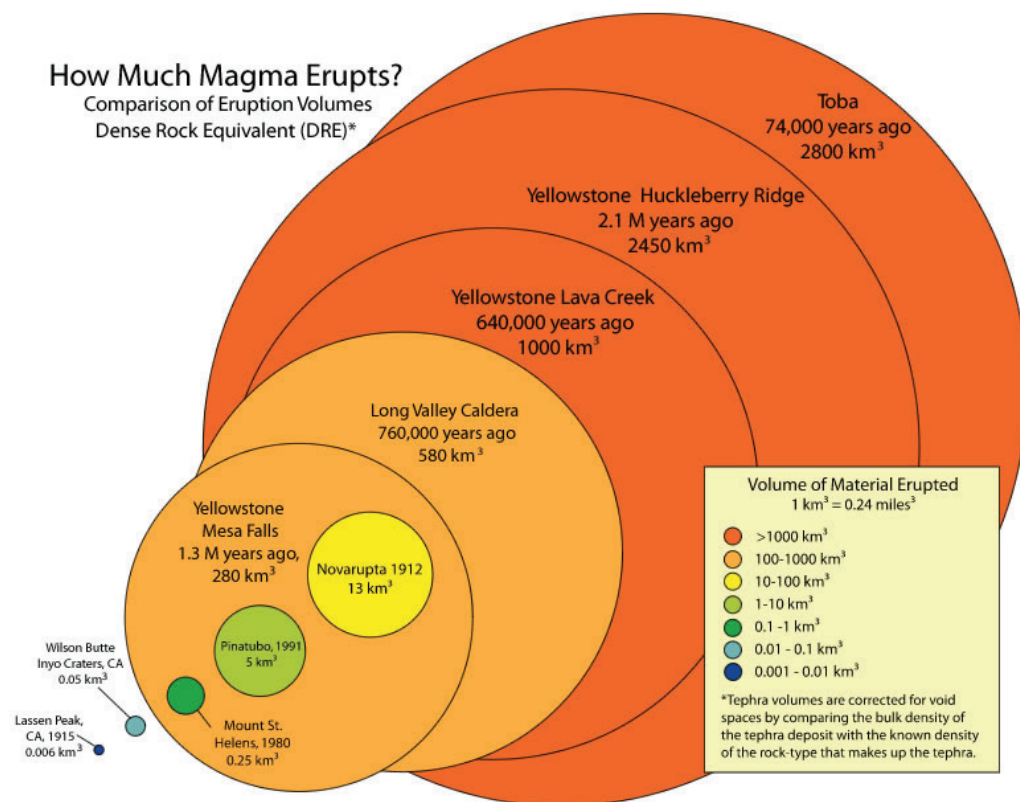 How Much Magma Erupts?
Comparison of Eruption Volumes
Dense Rock Equivalent (DRE)*
Toba
74,000 years ago
2800 km³
Yellowstone Huckleberry Ridge
2.1 M years ago
2450 km³
Yellowstone Lava Creek
640,000 years ago
1000 km³
Long Valley Caldera
760,000 years ago
580 km³
Yellowstone
Mesa Falls
1.3 M years ago,
280 km³
Novarupta 1912
13 km³
Pinatubo, 1991
5 km³
Wilson Butte
Inyo Craters, CA
0.05 km³
Lassen Peak,
CA, 1915
0.006 km³
Mount St.
Helens, 1980
0.25 km³
Volume of Material Erupted
1 km³ = 0.24 miles³
>1000 km³
100-1000 km³
10-100 km³
1-10 km³
0.1 -1 km³
0.01 - 0.1 km³
0.001 - 0.01 km³
*Tephra volumes are corrected for void
spaces by comparing the bulk density of
the tephra deposit with the known density
of the rock-type that makes up the tephra.